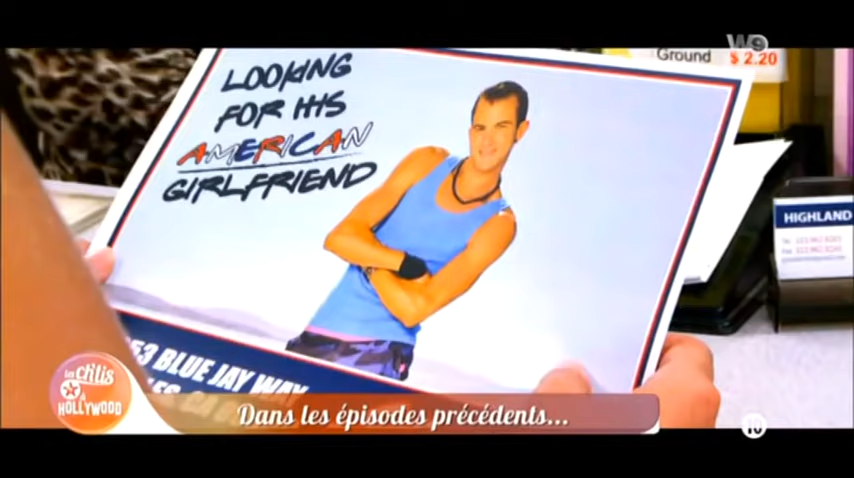 W9
Ground
$ 2.20
LOOKING
FOR HIS
AMERICAN
GIRLFRIEND
HIGHLAND
53 BLUE JAY WAY
les ch'tis
à
HOLLYWOOD
Dans les épisodes précédents...
10